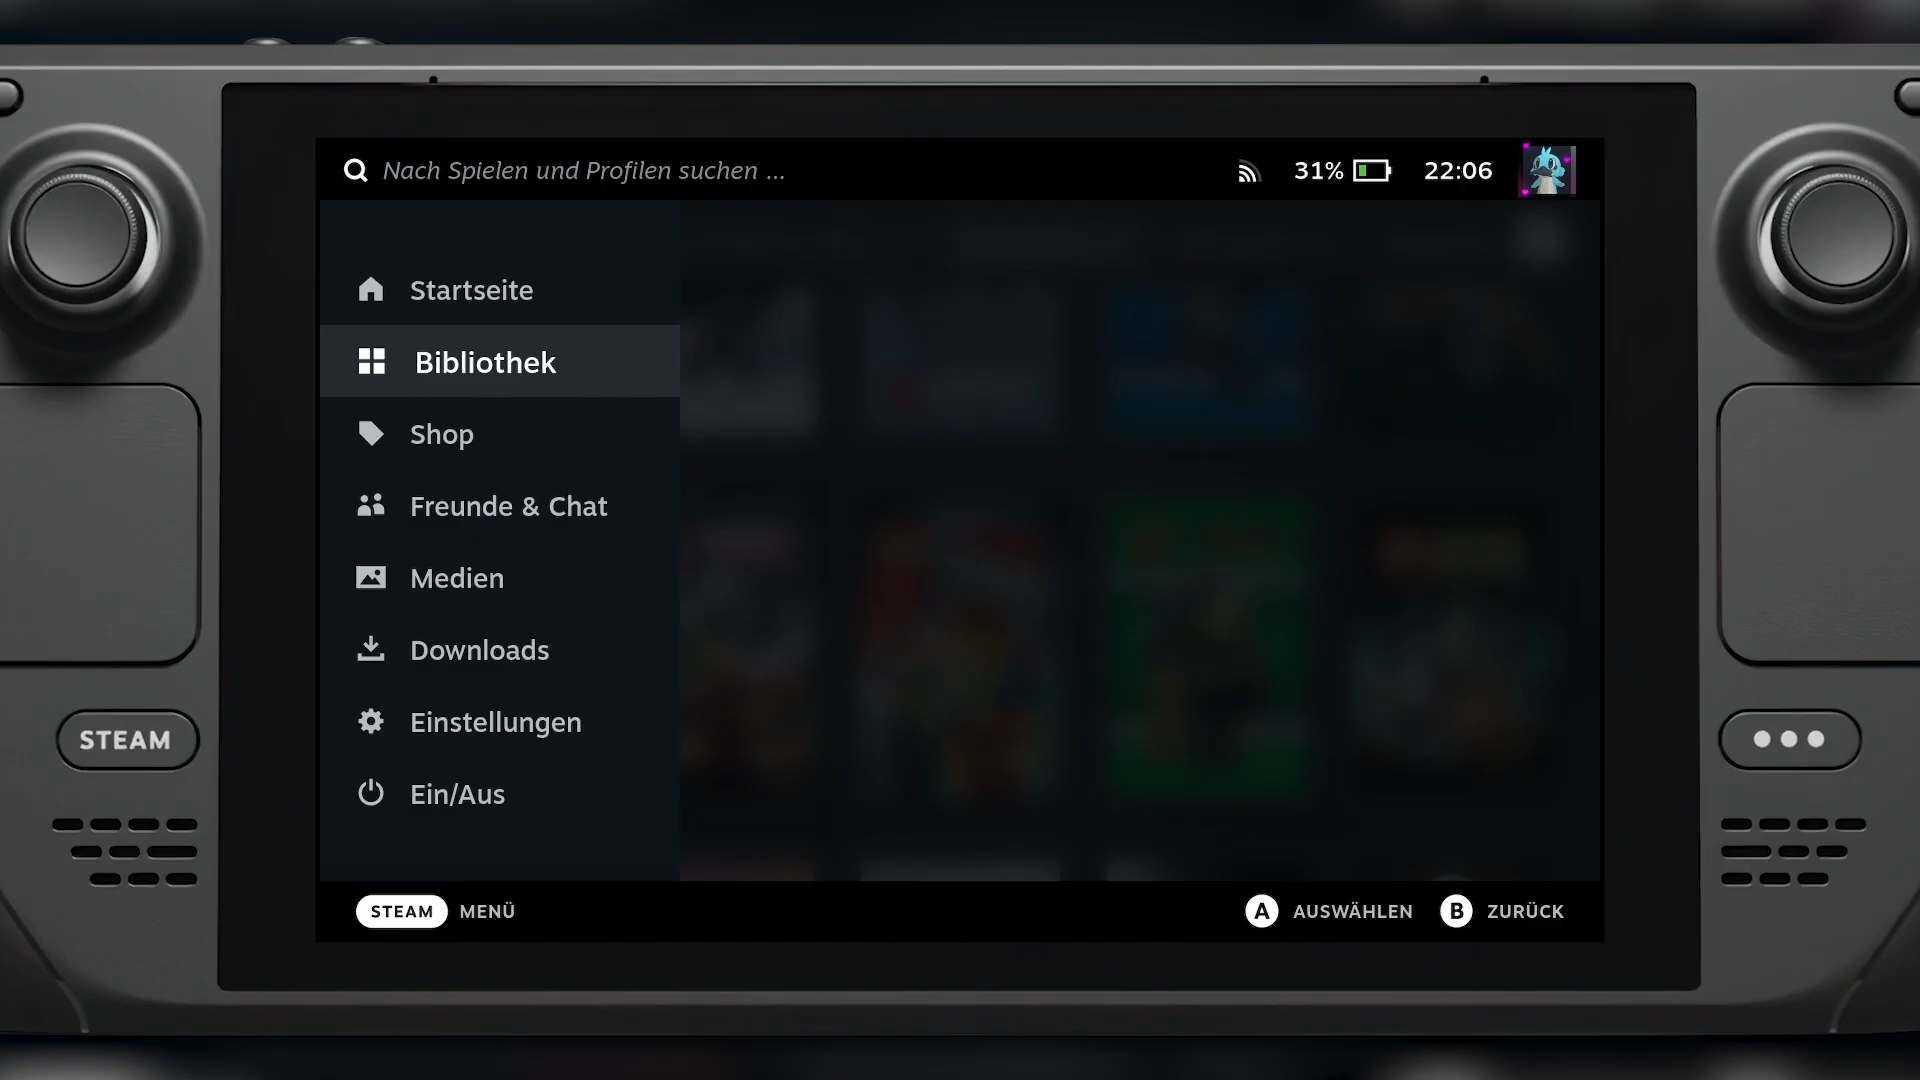 Nach Spielen und Profilen suchen ...
31%
22:06
Startseite
Bibliothek
Shop
Freunde & Chat
Medien
Downloads
Einstellungen
Ein/Aus
STEAM
STEAM MENÜ
A AUSWÄHLEN B ZURÜCK